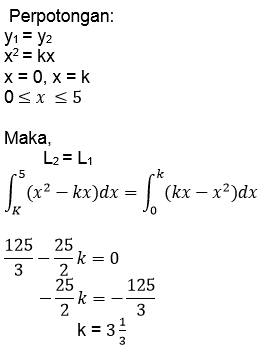 Perpotongan:
y₁ = y₂
x² = kx
x = 0, x = k
0 ≤ x ≤ 5
Maka,
L₂ = L₁
∫_K^5 (x² − kx)dx = ∫_0^k (kx − x²)dx
125/3 − 25/2 k = 0
− 25/2 k = − 125/3
k = 3 1/3